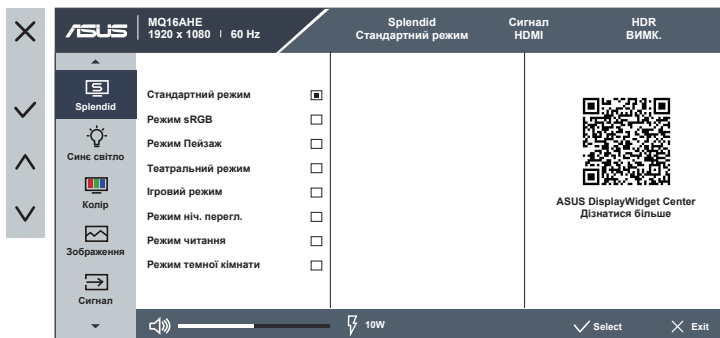 ASUS
MQ16AHE
1920 x 1080 | 60 Hz
Splendid
Стандартний режим
Сигнал
HDMI
HDR
ВИМК.
Splendid
Синє світло
Колір
Зображення
Сигнал
Стандартний режим
Режим sRGB
Режим Пейзаж
Театральний режим
Ігровий режим
Режим ніч. перегл.
Режим читання
Режим темної кімнати
ASUS DisplayWidget Center
Дізнатися більше
10W
Select
Exit